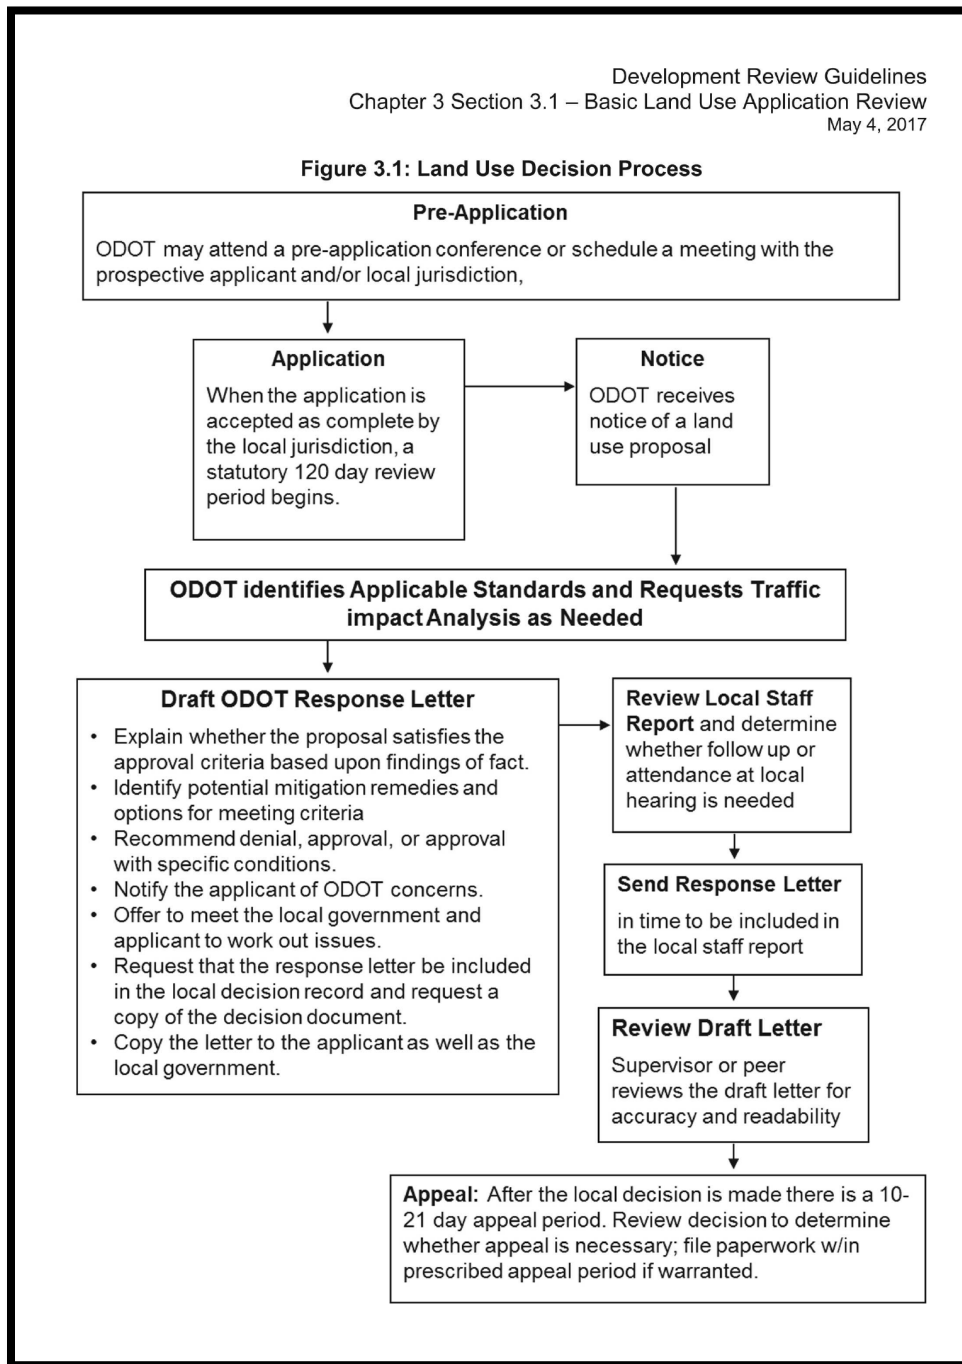 Development Review Guidelines
Chapter 3 Section 3.1 – Basic Land Use Application Review
May 4, 2017
Figure 3.1: Land Use Decision Process
Pre-Application
ODOT may attend a pre-application conference or schedule a meeting with the
prospective applicant and/or local jurisdiction,
Application
When the application is
accepted as complete by
the local jurisdiction, a
statutory 120 day review
period begins.
Notice
ODOT receives
notice of a land
use proposal
ODOT identifies Applicable Standards and Requests Traffic
impact Analysis as Needed
Draft ODOT Response Letter
• Explain whether the proposal satisfies the
approval criteria based upon findings of fact.
• Identify potential mitigation remedies and
options for meeting criteria
• Recommend denial, approval, or approval
with specific conditions.
• Notify the applicant of ODOT concerns.
• Offer to meet the local government and
applicant to work out issues.
• Request that the response letter be included
in the local decision record and request a
copy of the decision document.
• Copy the letter to the applicant as well as the
local government.
Review Local Staff
Report and determine
whether follow up or
attendance at local
hearing is needed
Send Response Letter
in time to be included in
the local staff report
Review Draft Letter
Supervisor or peer
reviews the draft letter for
accuracy and readability
Appeal: After the local decision is made there is a 10-
21 day appeal period. Review decision to determine
whether appeal is necessary; file paperwork w/in
prescribed appeal period if warranted.